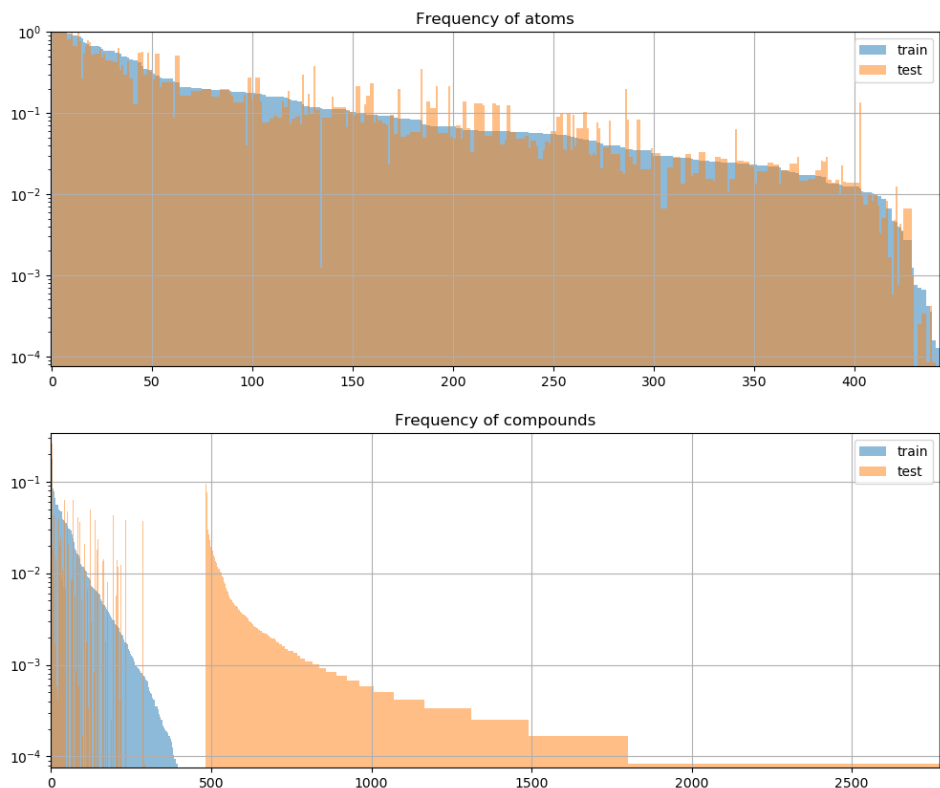 Frequency of atoms
10^0
10^-1
10^-2
10^-3
10^-4
train
test
0 50 100 150 200 250 300 350 400
Frequency of compounds
10^-1
10^-2
10^-3
10^-4
train
test
0 500 1000 1500 2000 2500